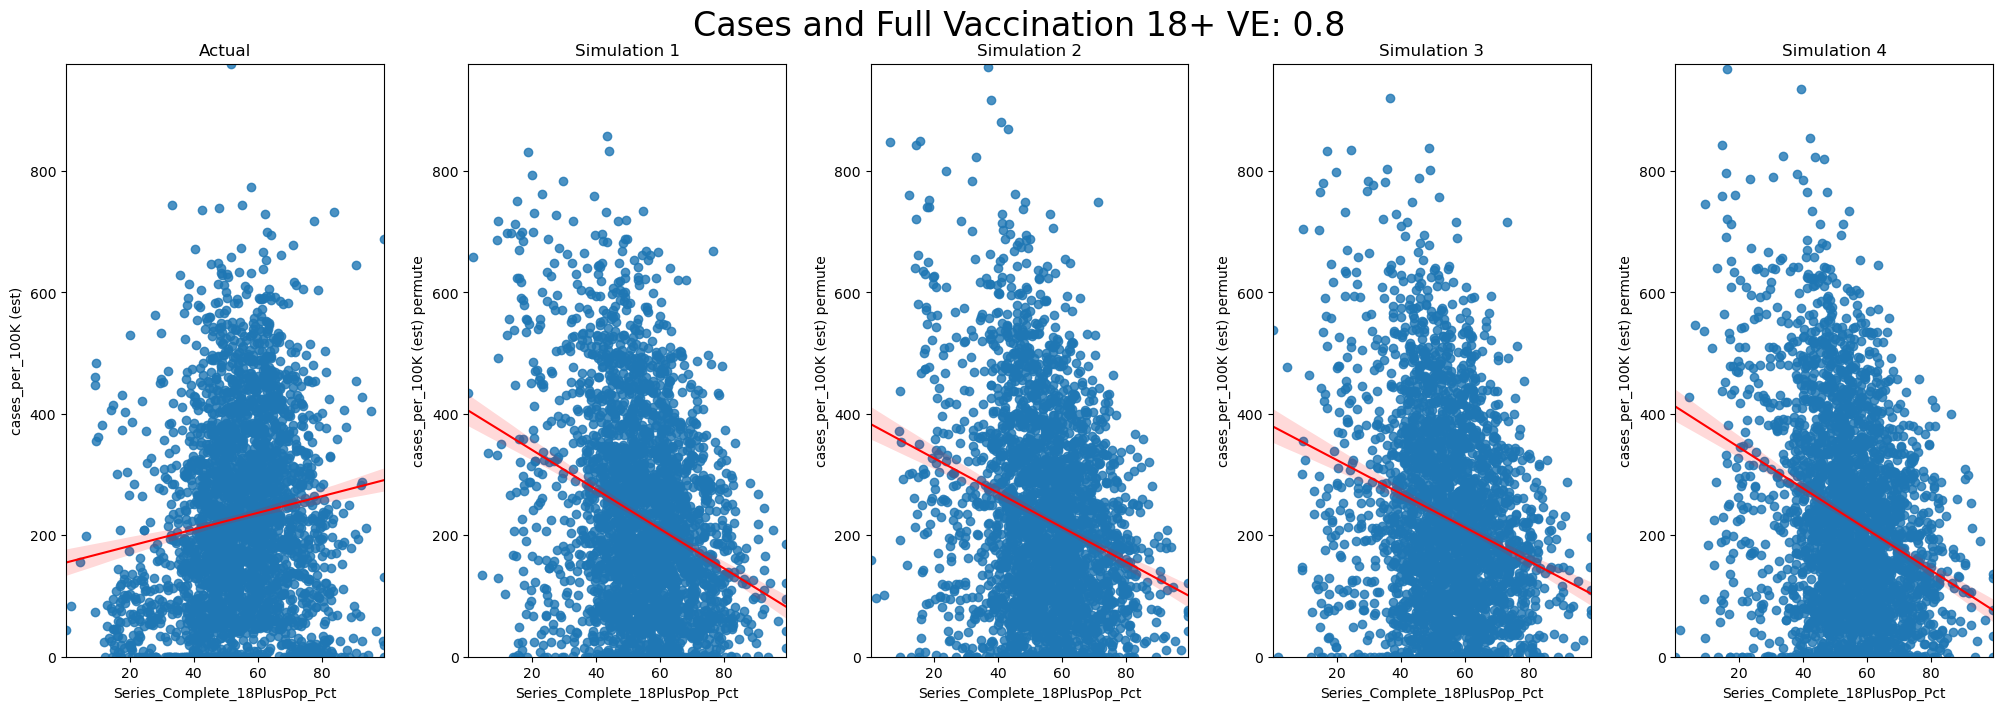 Cases and Full Vaccination 18+ VE: 0.8
Actual
Simulation 1
Simulation 2
Simulation 3
Simulation 4
cases_per_100K (est)
800
600
400
200
0
20 40 60 80
Series_Complete_18PlusPop_Pct
cases_per_100K (est) permute
800
600
400
200
0
20 40 60 80
Series_Complete_18PlusPop_Pct
cases_per_100K (est) permute
800
600
400
200
0
20 40 60 80
Series_Complete_18PlusPop_Pct
cases_per_100K (est) permute
800
600
400
200
0
20 40 60 80
Series_Complete_18PlusPop_Pct
cases_per_100K (est) permute
800
600
400
200
0
20 40 60 80
Series_Complete_18PlusPop_Pct